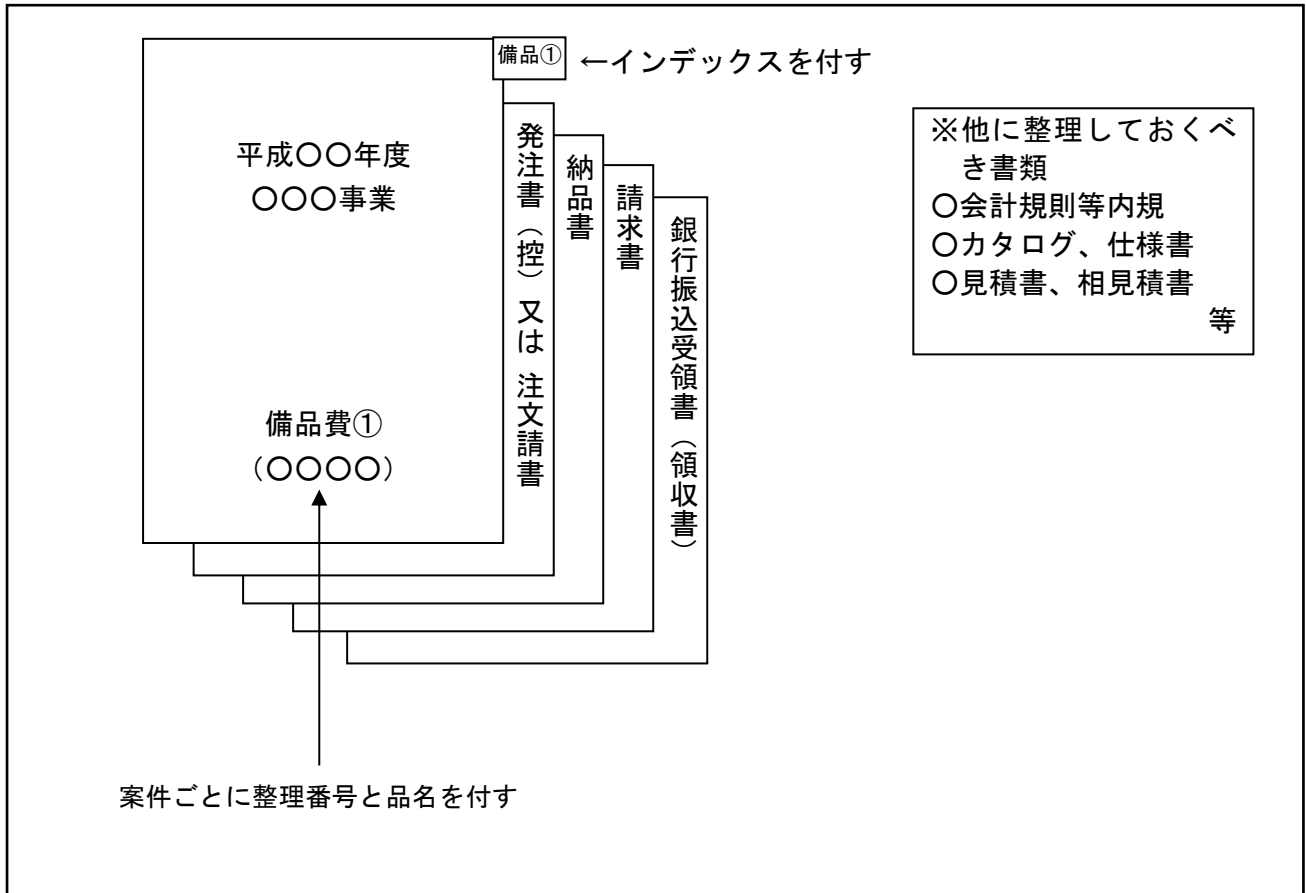 備品①
←インデックスを付す
平成〇〇年度
〇〇〇事業
備品費①
（〇〇〇〇）
発注書（控）又は 注文請書
納品書
請求書
銀行振込受領書（領収書）
※他に整理しておくべ
き書類
〇会計規則等内規
〇カタログ、仕様書
〇見積書、相見積書
等
案件ごとに整理番号と品名を付す